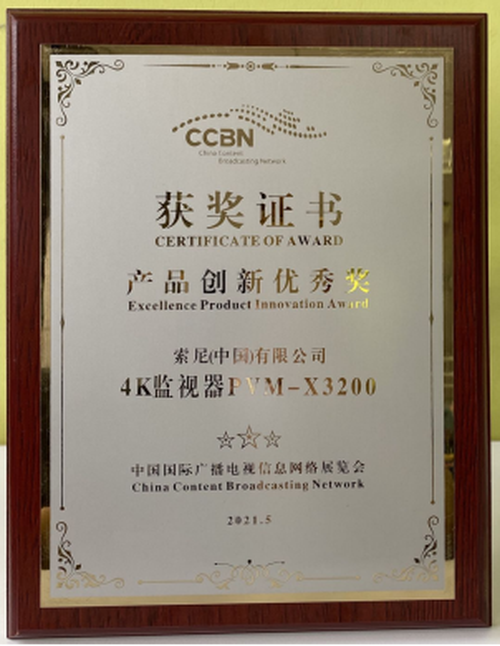 CCBN
China Content
Broadcasting Network
获奖证书
CERTIFICATE OF AWARD
产品创新优秀奖
Excellence Product Innovation Award
索尼(中国)有限公司
4K监视器PVM-X3200
中国国际广播电视信息网络展览会
China Content Broadcasting Network
2021.5